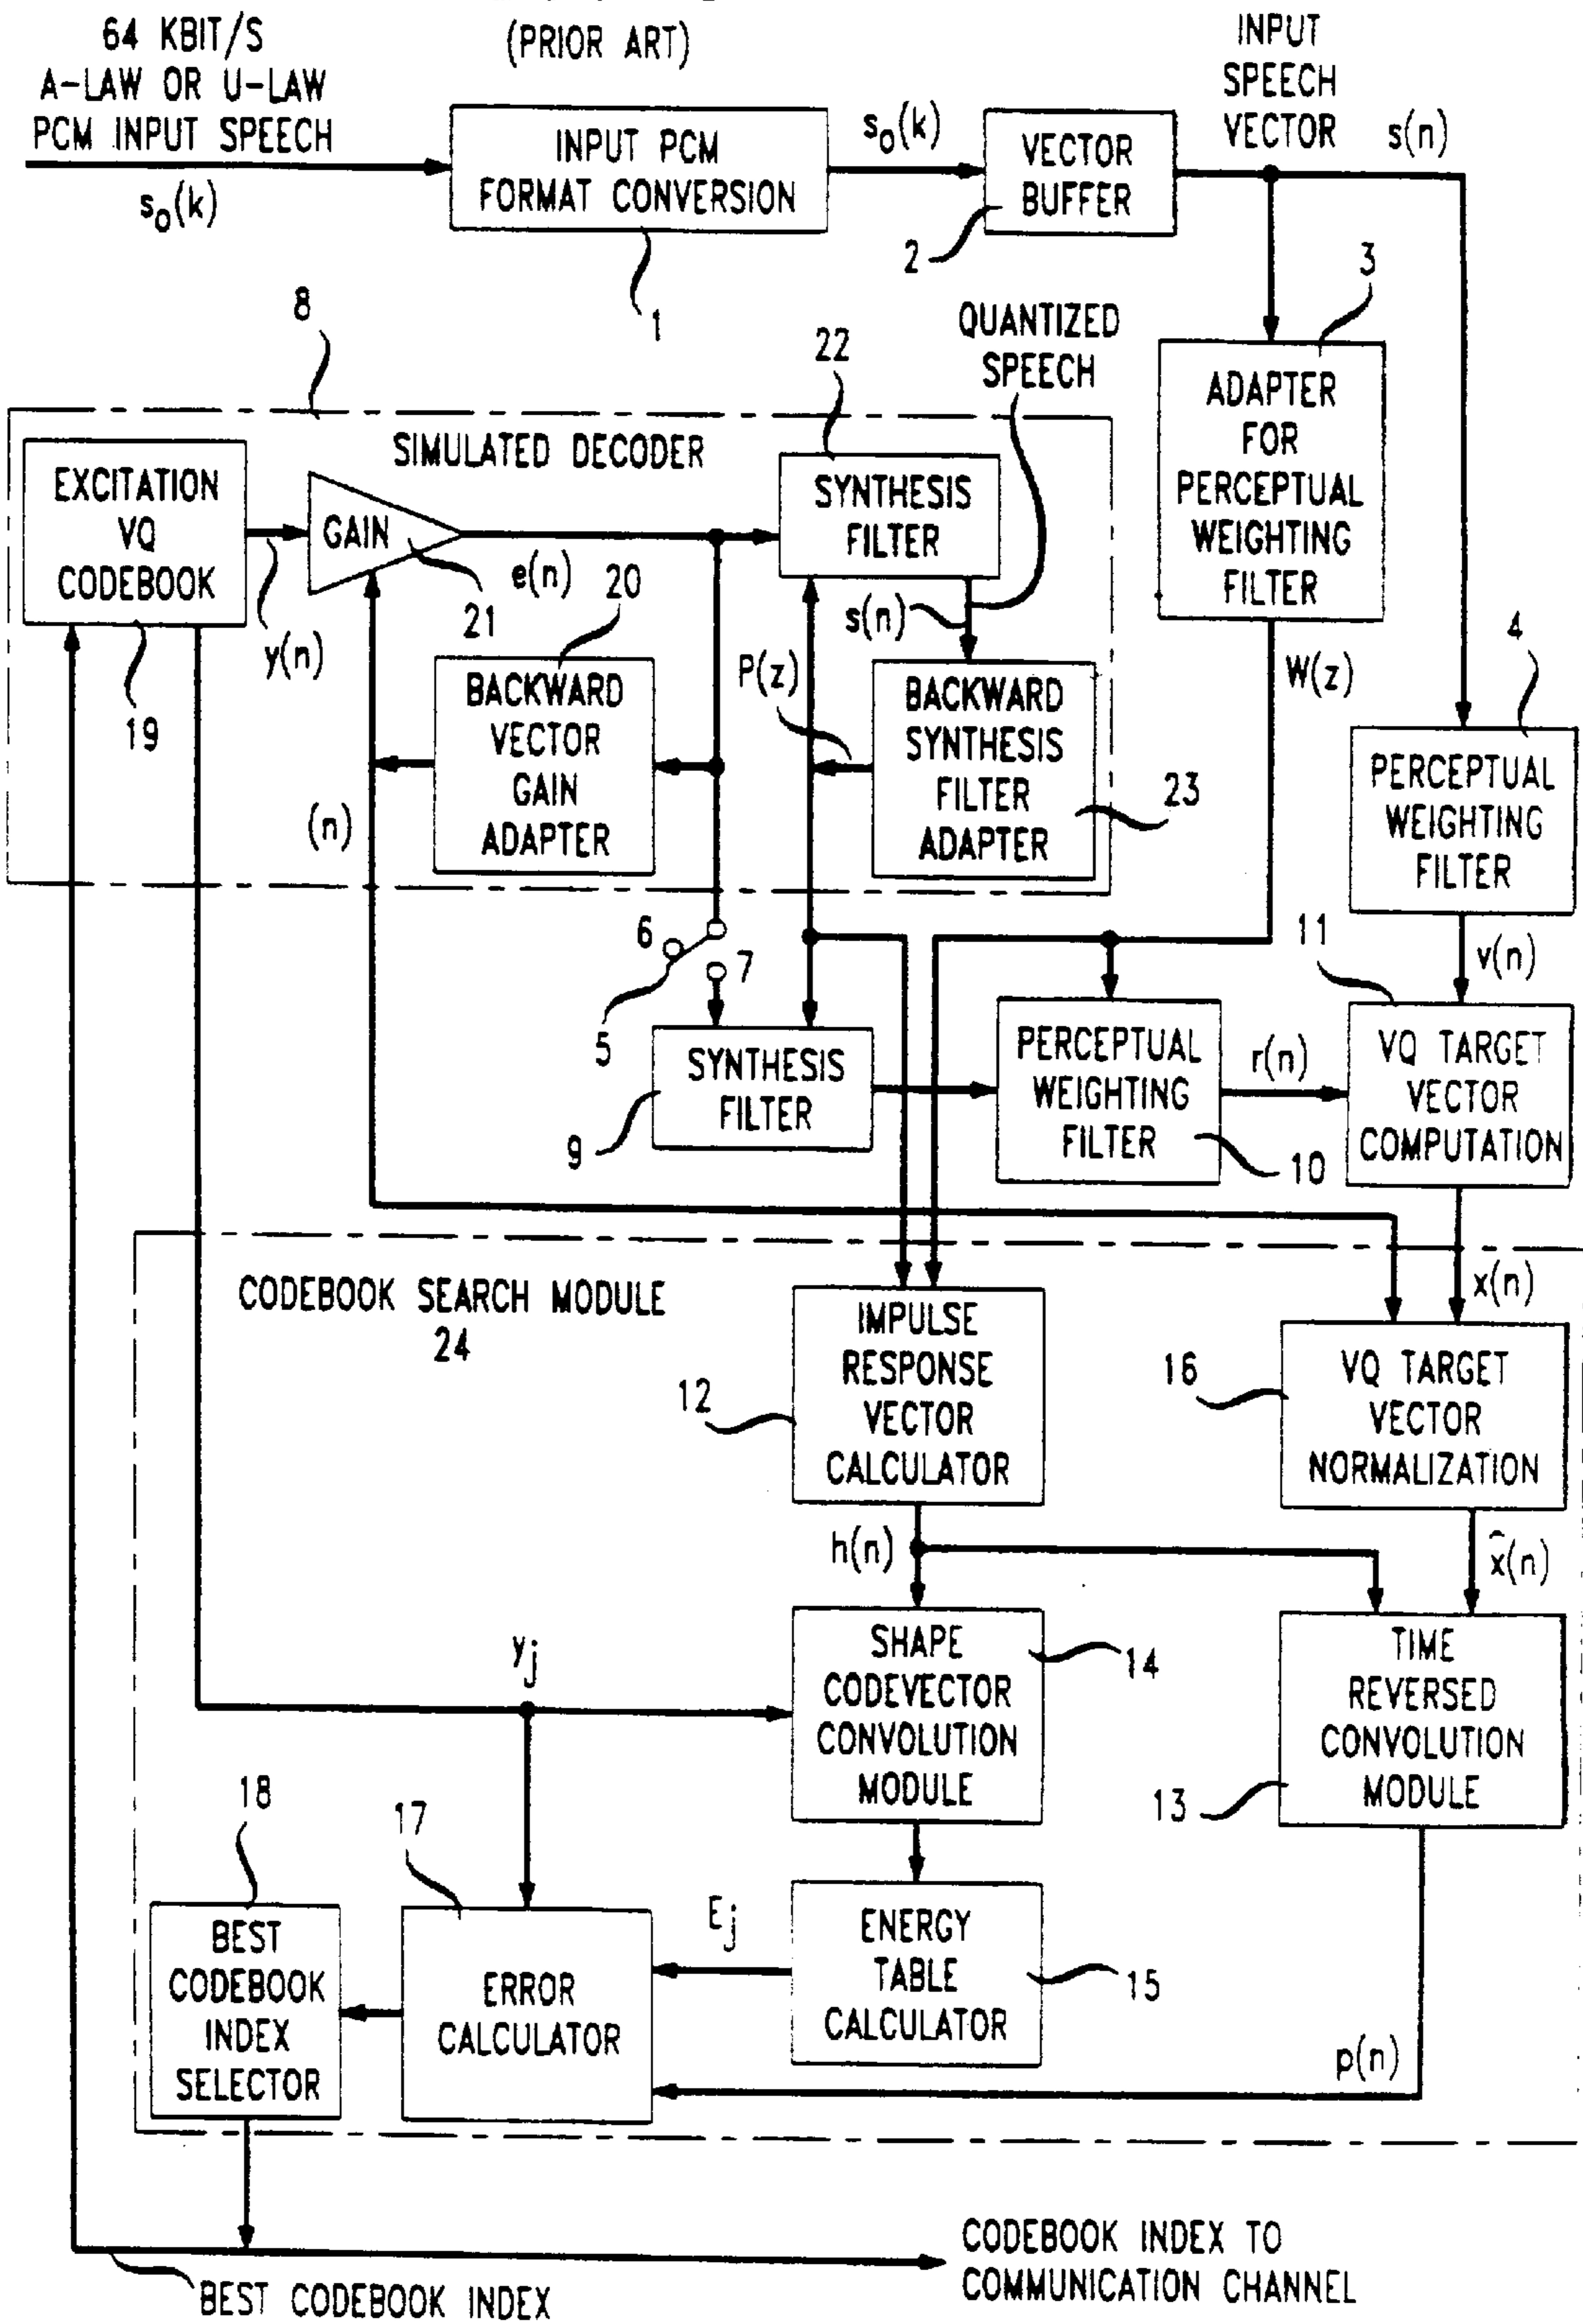 (PRIOR ART)
64 KBIT/S
A-LAW OR U-LAW
PCM INPUT SPEECH
s₀(k)
INPUT PCM
FORMAT CONVERSION
1
s₀(k)
VECTOR
BUFFER
2
INPUT
SPEECH
VECTOR
s(n)
3
ADAPTER
FOR
PERCEPTUAL
WEIGHTING
FILTER
W(z)
4
PERCEPTUAL
WEIGHTING
FILTER
v(n)
8
SIMULATED DECODER
EXCITATION
VQ
CODEBOOK
19
y(n)
GAIN
21
e(n)
20
BACKWARD
VECTOR
GAIN
ADAPTER
(n)
22
SYNTHESIS
FILTER
QUANTIZED
SPEECH
s(n)
P(z)
BACKWARD
SYNTHESIS
FILTER
ADAPTER
23
6
7
5
SYNTHESIS
FILTER
9
PERCEPTUAL
WEIGHTING
FILTER
10
r(n)
11
VQ TARGET
VECTOR
COMPUTATION
x(n)
CODEBOOK SEARCH MODULE
24
IMPULSE
RESPONSE
VECTOR
CALCULATOR
12
h(n)
16
VQ TARGET
VECTOR
NORMALIZATION
x̂(n)
yj
SHAPE
CODEVECTOR
CONVOLUTION
MODULE
14
TIME
REVERSED
CONVOLUTION
MODULE
13
18
BEST
CODEBOOK
INDEX
SELECTOR
17
ERROR
CALCULATOR
Ej
ENERGY
TABLE
CALCULATOR
15
p(n)
BEST CODEBOOK INDEX
CODEBOOK INDEX TO
COMMUNICATION CHANNEL